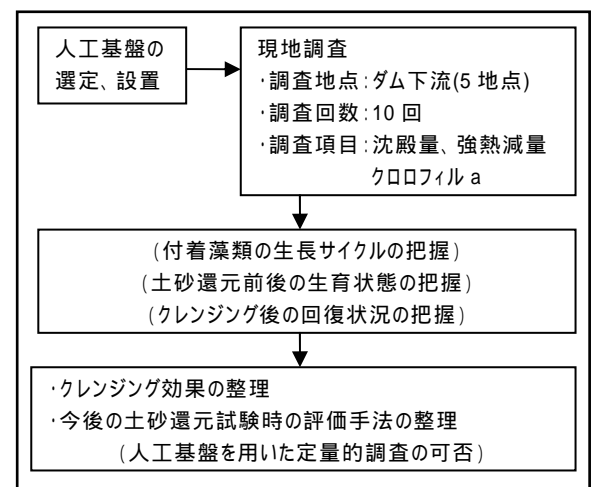 人工基盤の
選定、設置
現地調査
･調査地点:ダム下流(5 地点)
･調査回数:10 回
･調査項目:沈殿量、強熱減量
ｸﾛﾛﾌｨﾙ a
(付着藻類の生長サイクルの把握)
(土砂還元前後の生育状態の把握)
(クレンジング後の回復状況の把握)
･クレンジング効果の整理
･今後の土砂還元試験時の評価手法の整理
(人工基盤を用いた定量的調査の可否)